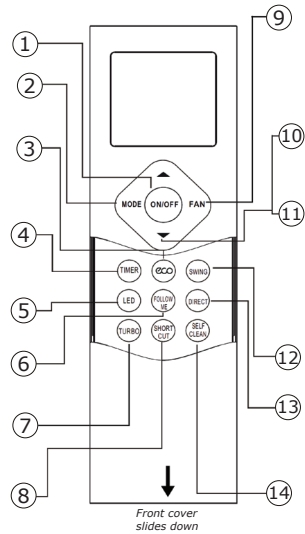 1
9
2
3
10
MODE ON/OFF FAN
11
4
TIMER eco SWING
5
LED FOLLOW ME DIRECT
12
6
TURBO SHORT CUT SELF CLEAN
13
7
8
14
Front cover
slides down